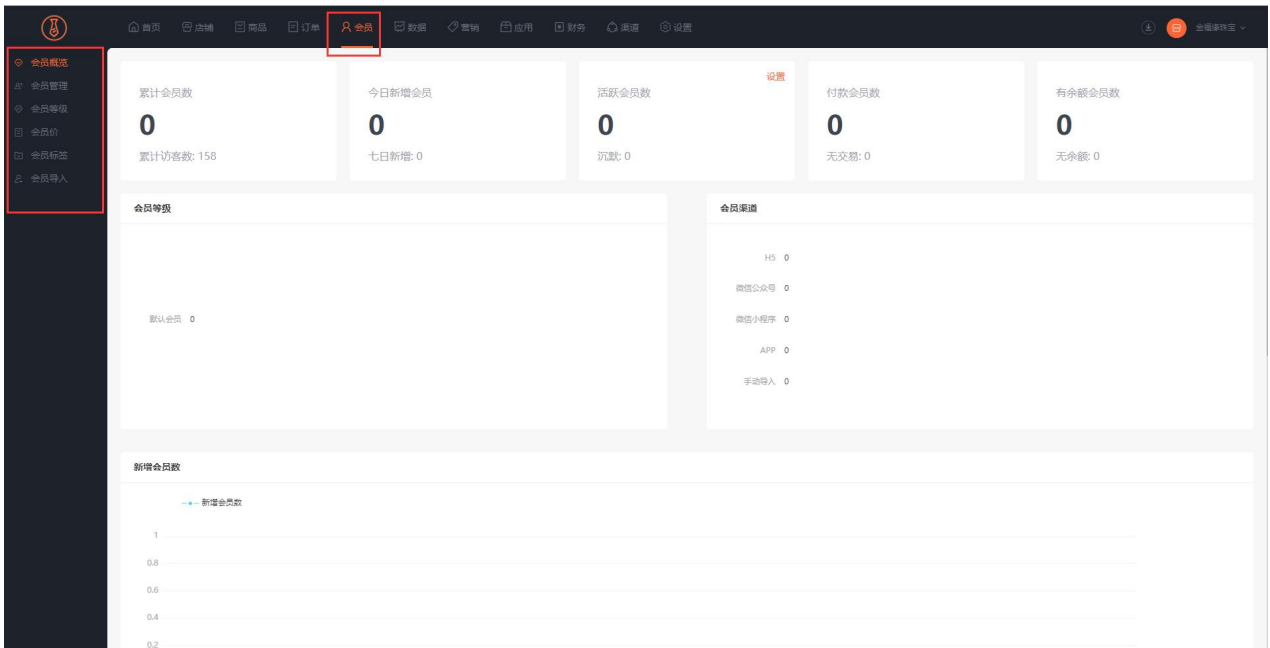 首页 店铺 商品 订单 会员 数据 营销 应用 财务 渠道 设置 金福缘珠宝
会员概览
会员管理
会员等级
会员价
会员标签
会员导入
设置
累计会员数 今日新增会员 活跃会员数 付款会员数 有余额会员数
0 0 0 0 0
累计访客数: 158 七日新增: 0 沉默: 0 无交易: 0 无余额: 0
会员等级 会员渠道
H5 0
微信公众号 0
默认会员 0 微信小程序 0
APP 0
手动导入 0
新增会员数
新增会员数
1
0.8
0.6
0.4
0.2